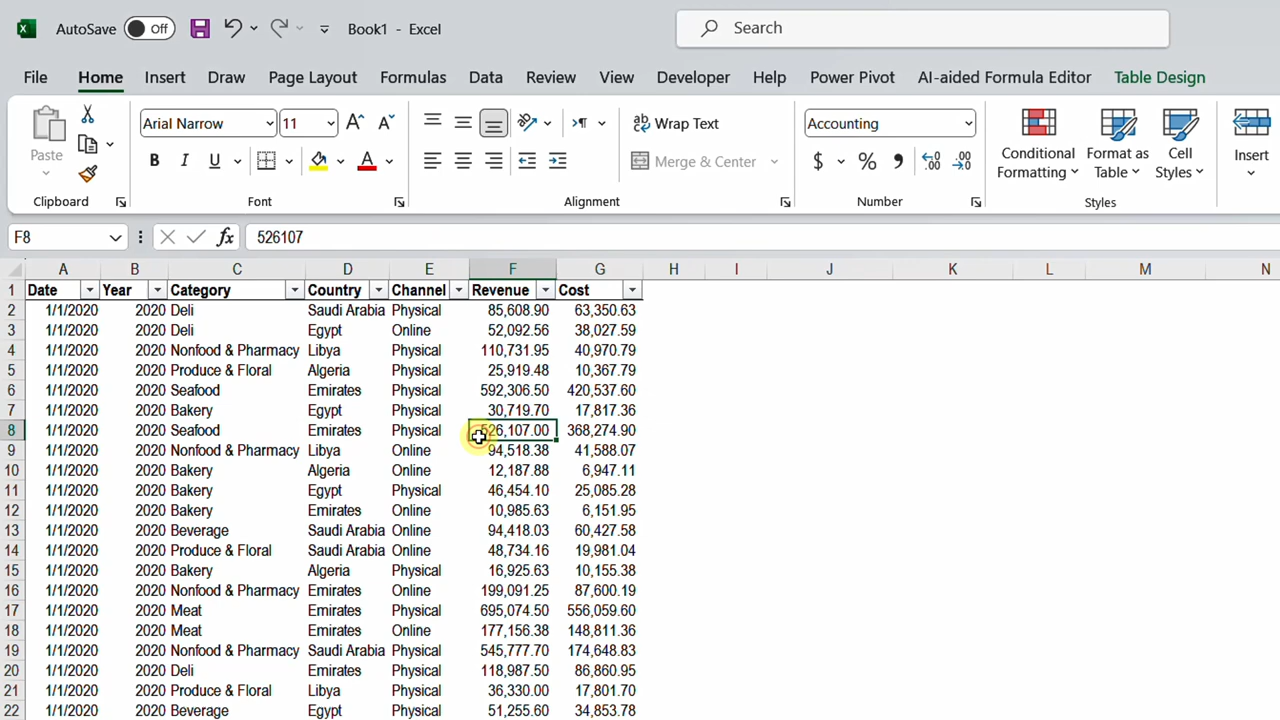 AutoSave Off Book1 - Excel Search
File Home Insert Draw Page Layout Formulas Data Review View Developer Help Power Pivot AI-aided Formula Editor Table Design
Paste Arial Narrow 11 Wrap Text Merge & Center Accounting $ % Conditional Formatting Format as Table Cell Styles Insert
Clipboard Font Alignment Number Styles
F8 fx 526107
A B C D E F G H I J K L M N
1 Date Year Category Country Channel Revenue Cost
2 1/1/2020 2020 Deli Saudi Arabia Physical 85,608.90 63,350.63
3 1/1/2020 2020 Deli Egypt Online 52,092.56 38,027.59
4 1/1/2020 2020 Nonfood & Pharmacy Libya Physical 110,731.95 40,970.79
5 1/1/2020 2020 Produce & Floral Algeria Physical 25,919.48 10,367.79
6 1/1/2020 2020 Seafood Emirates Physical 592,306.50 420,537.60
7 1/1/2020 2020 Bakery Egypt Physical 30,719.70 17,817.36
8 1/1/2020 2020 Seafood Emirates Physical 526,107.00 368,274.90
9 1/1/2020 2020 Nonfood & Pharmacy Libya Online 94,518.38 41,588.07
10 1/1/2020 2020 Bakery Algeria Online 12,187.88 6,947.11
11 1/1/2020 2020 Bakery Egypt Physical 46,454.10 25,085.28
12 1/1/2020 2020 Bakery Emirates Online 10,985.63 6,151.95
13 1/1/2020 2020 Beverage Saudi Arabia Online 94,418.03 60,427.58
14 1/1/2020 2020 Produce & Floral Saudi Arabia Online 48,734.16 19,981.04
15 1/1/2020 2020 Bakery Algeria Physical 16,925.63 10,155.38
16 1/1/2020 2020 Nonfood & Pharmacy Emirates Online 199,091.25 87,600.19
17 1/1/2020 2020 Meat Emirates Physical 695,074.50 556,059.60
18 1/1/2020 2020 Meat Emirates Online 177,156.38 148,811.36
19 1/1/2020 2020 Nonfood & Pharmacy Saudi Arabia Physical 545,777.70 174,648.83
20 1/1/2020 2020 Deli Emirates Physical 118,987.50 86,860.95
21 1/1/2020 2020 Produce & Floral Libya Physical 36,330.00 17,801.70
22 1/1/2020 2020 Beverage Egypt Physical 51,255.60 34,853.78